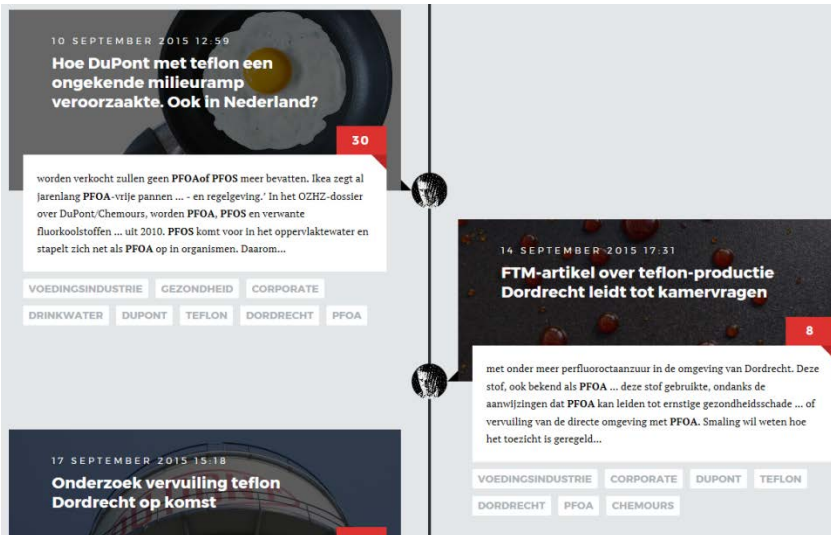 10 SEPTEMBER 2015 12:59
Hoe DuPont met teflon een
ongekende milieuramp
veroorzaakte. Ook in Nederland?
30
worden verkocht zullen geen PFOAof PFOS meer bevatten. Ikea zegt al
jarenlang PFOA-vrije pannen ... - en regelgeving.' In het OZHZ-dossier
over DuPont/Chemours, worden PFOA, PFOS en verwante
fluorkoolstoffen ... uit 2010. PFOS komt voor in het oppervlaktewater en
stapelt zich net als PFOA op in organismen. Daarom...
VOEDINGSINDUSTRIE GEZONDHEID CORPORATE
DRINKWATER DUPONT TEFLON DORDRECHT PFOA
14 SEPTEMBER 2015 17:31
FTM-artikel over teflon-productie
Dordrecht leidt tot kamervragen
8
met onder meer perfluoroctaanzuur in de omgeving van Dordrecht. Deze
stof, ook bekend als PFOA ... deze stof gebruikte, ondanks de
aanwijzingen dat PFOA kan leiden tot ernstige gezondheidsschade ... of
vervuiling van de directe omgeving met PFOA. Smaling wil weten hoe
het toezicht is geregeld...
VOEDINGSINDUSTRIE CORPORATE DUPONT TEFLON
DORDRECHT PFOA CHEMOURS
17 SEPTEMBER 2015 15:18
Onderzoek vervuiling teflon
Dordrecht op komst